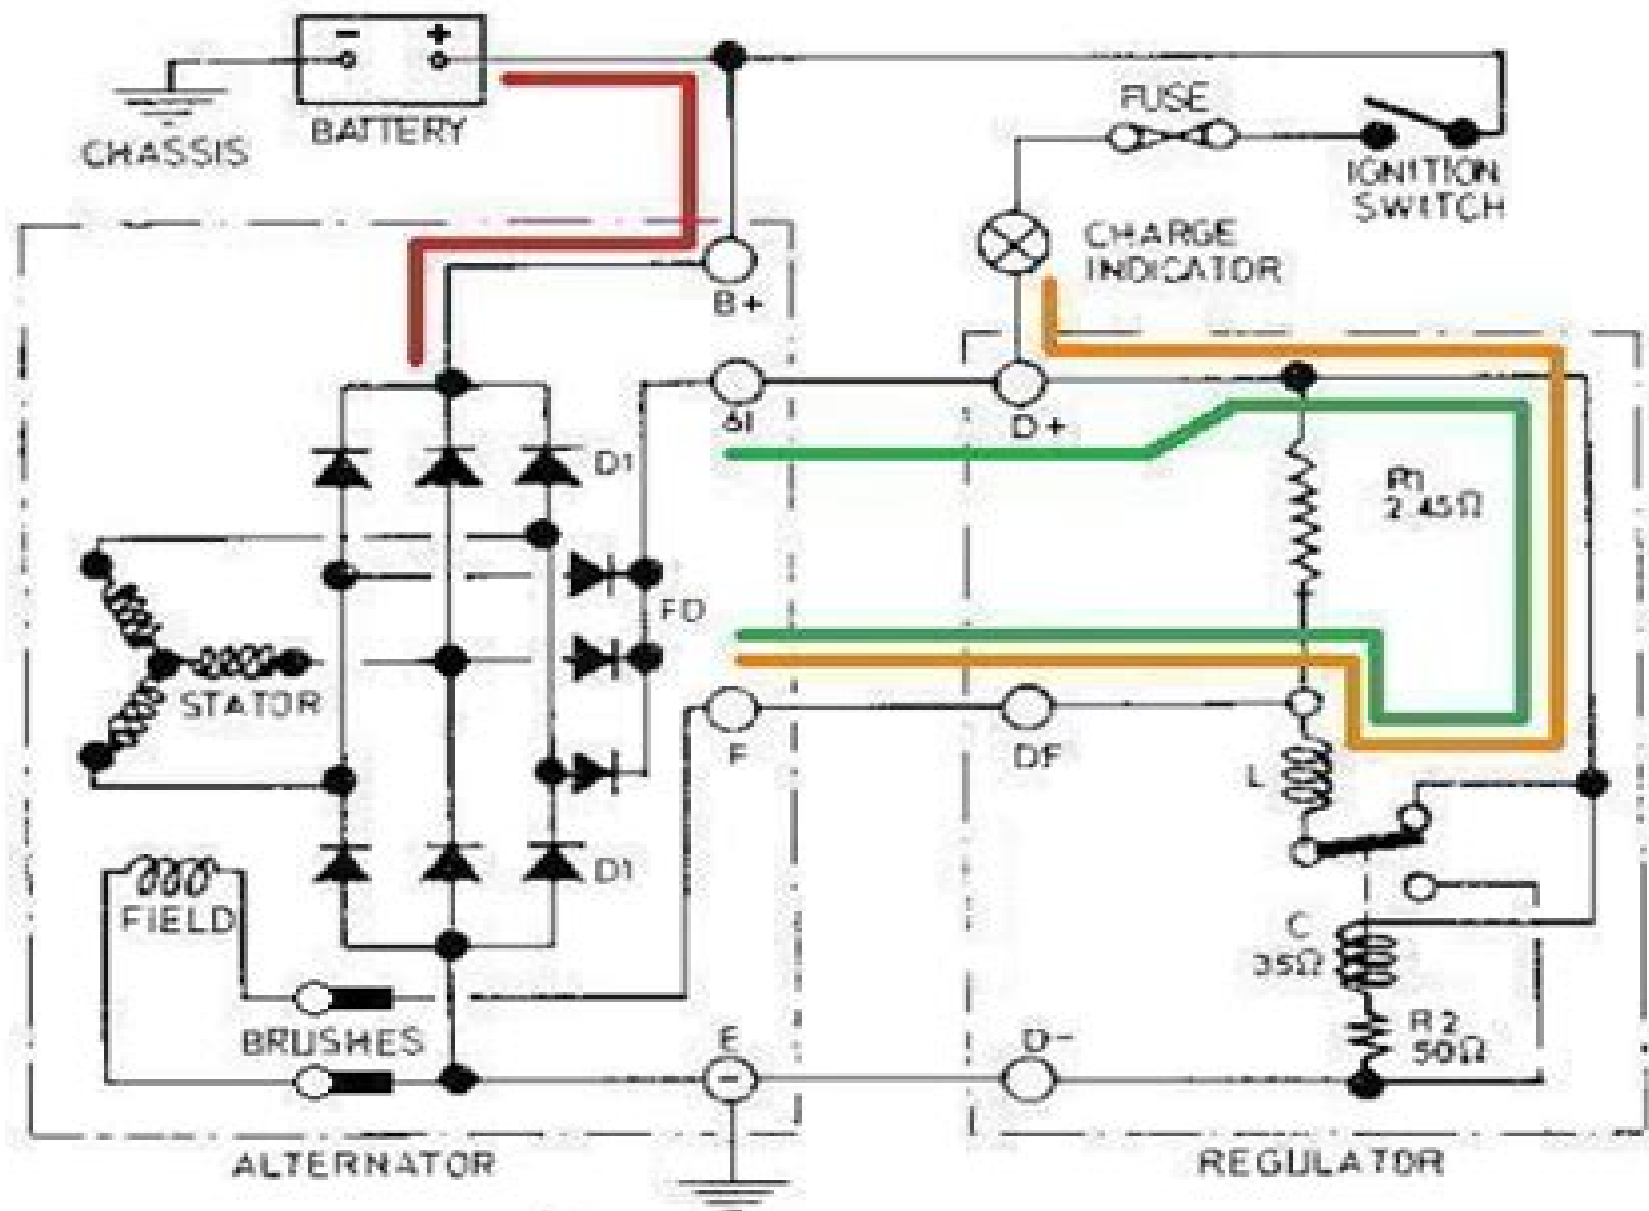 - +
BATTERY
CHASSIS
FUSE
IGNITION
SWITCH
CHARGE
INDICATOR
B+
D+
D1
R1
2.45Ω
FD
STATOR
F
DF
L
D1
FIELD
C
35Ω
BRUSHES
E
-
D-
R2
50Ω
ALTERNATOR
REGULATOR